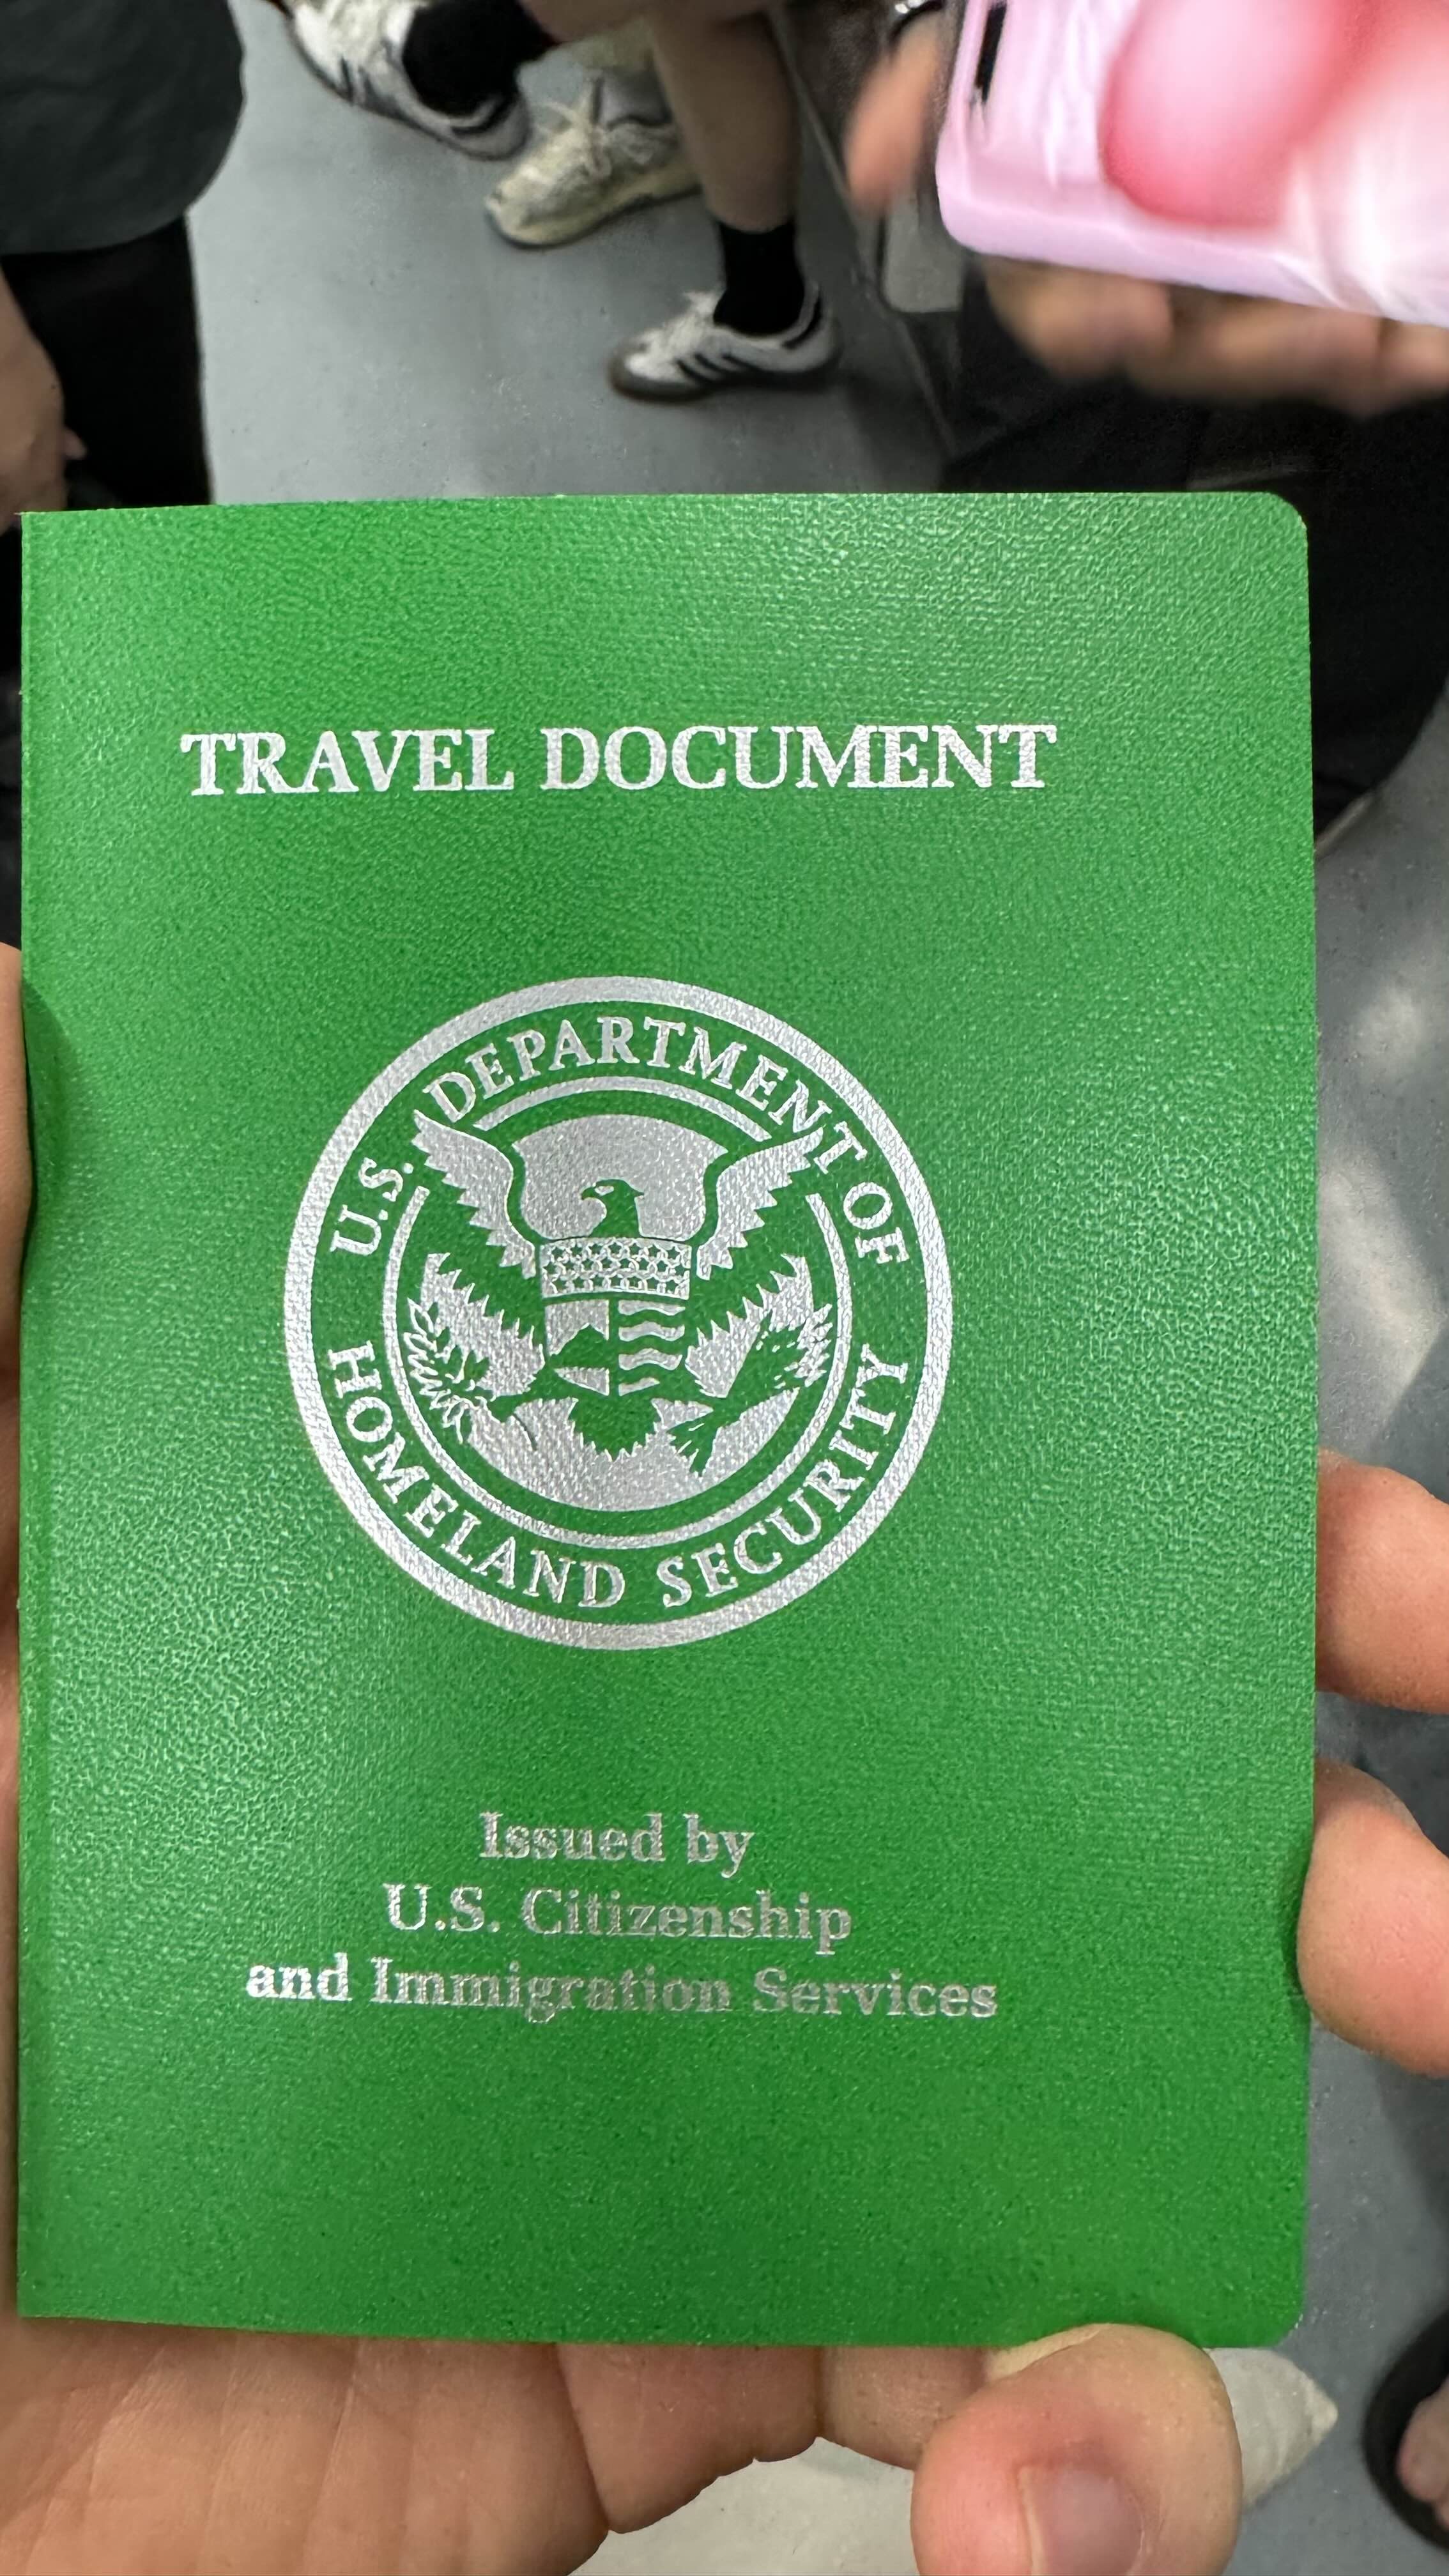 TRAVEL DOCUMENT
U.S. DEPARTMENT OF
HOMELAND SECURITY
Issued by
U.S. Citizenship
and Immigration Services